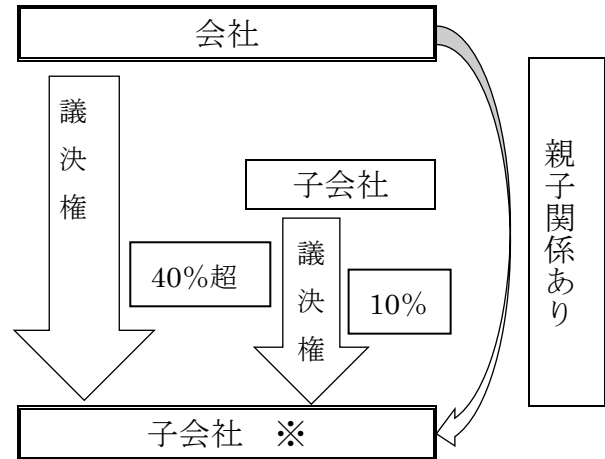 会社
議決権
子会社
40%超
議決権
10%
親子関係あり
子会社　※